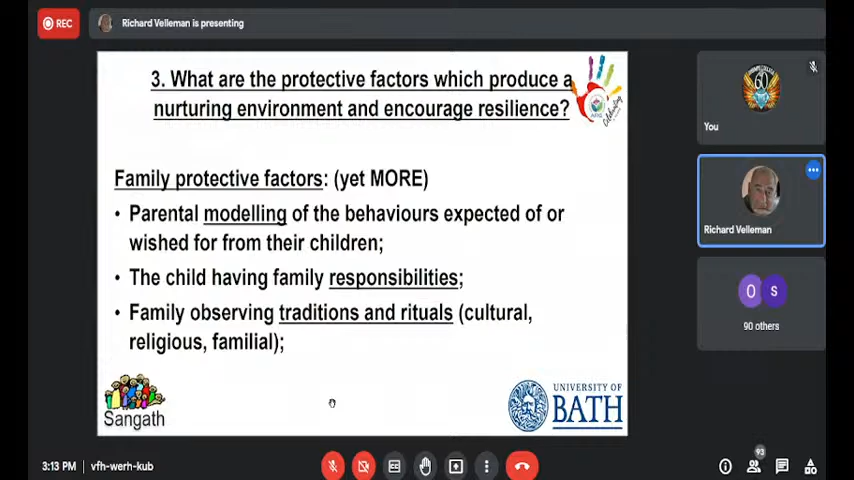 REC
Richard Velleman is presenting
3. What are the protective factors which produce a
nurturing environment and encourage resilience?
Family protective factors: (yet MORE)
• Parental modelling of the behaviours expected of or
wished for from their children;
• The child having family responsibilities;
• Family observing traditions and rituals (cultural,
religious, familial);
Sangath
UNIVERSITY OF
BATH
60
You
Richard Velleman
O S
90 others
3:13 PM | vfh-werh-kub
93